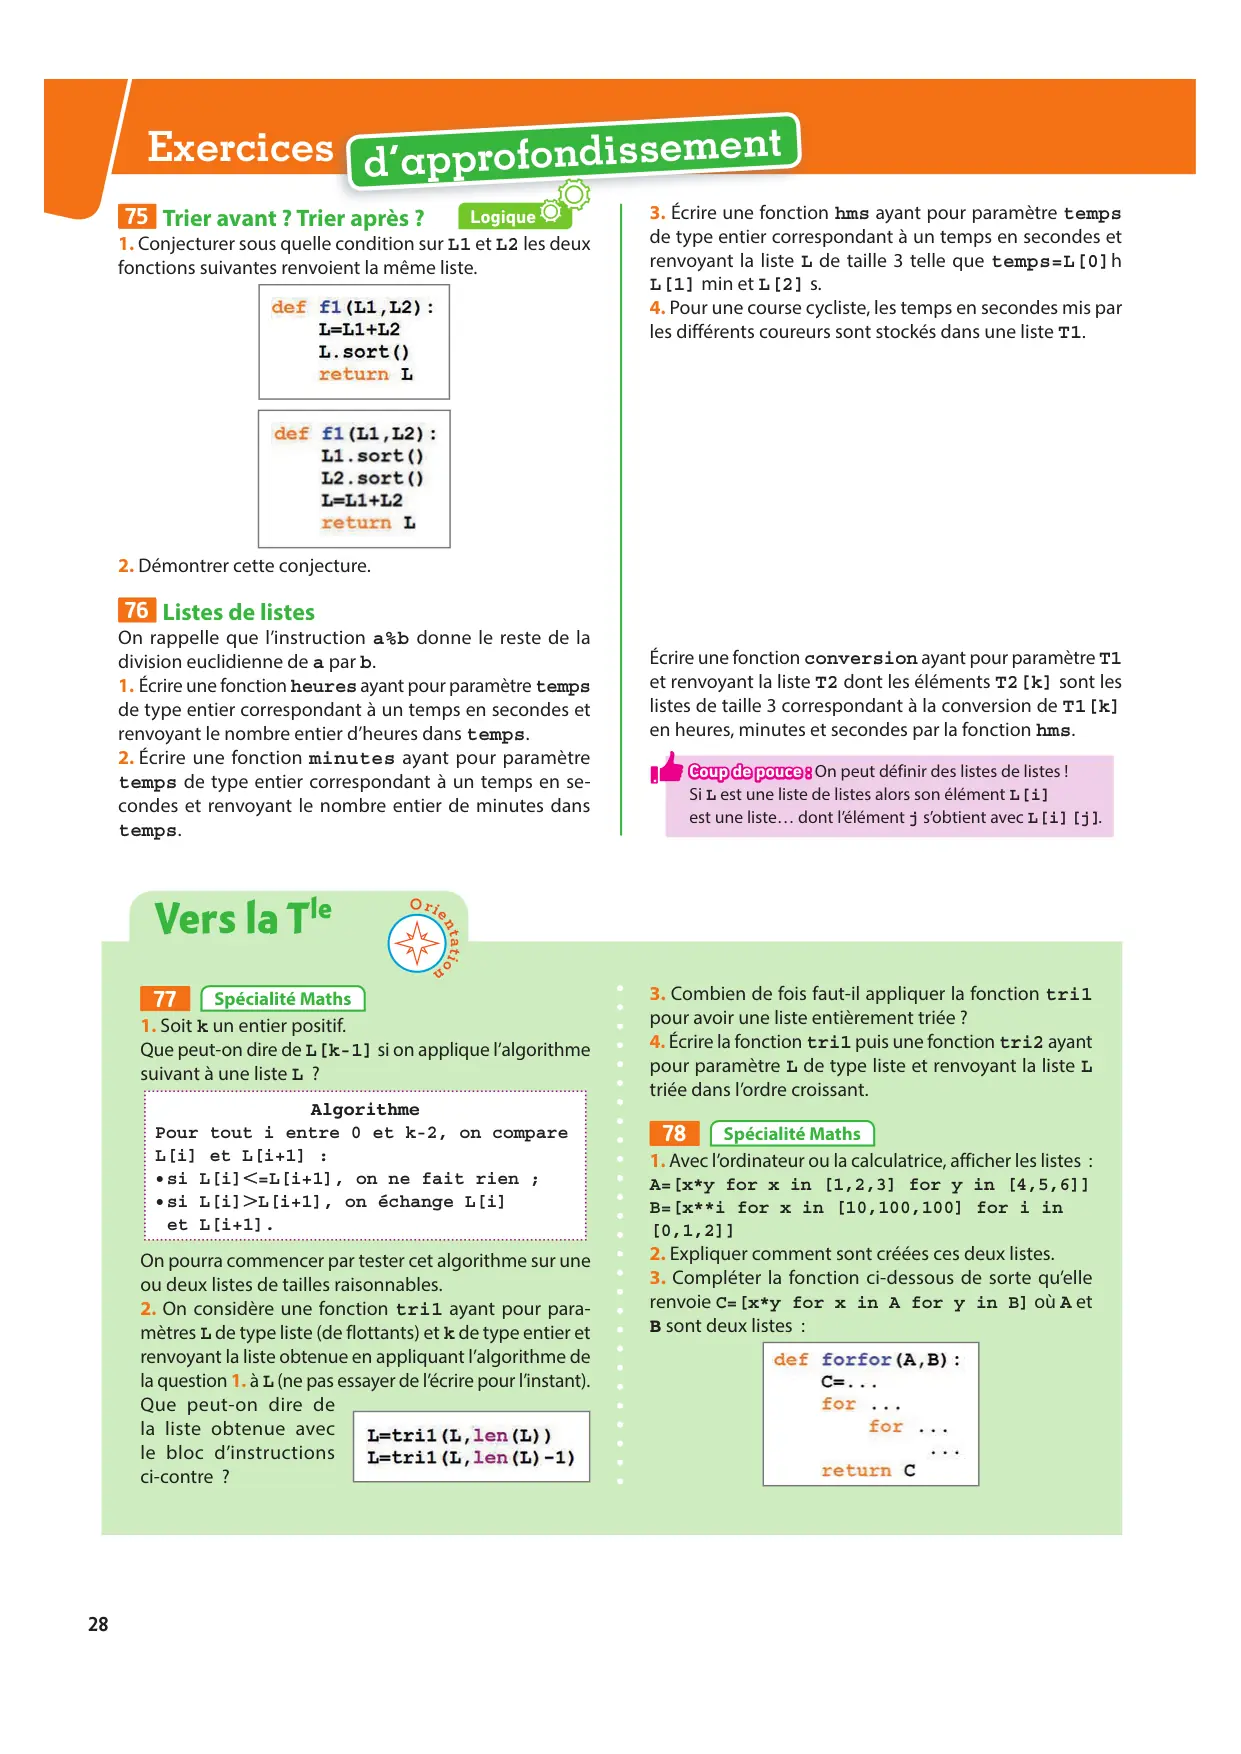 Exercices d'approfondissement
75 Trier avant ? Trier après ? Logique
1. Conjecturer sous quelle condition sur L1 et L2 les deux
fonctions suivantes renvoient la même liste.
def f1(L1,L2):
L=L1+L2
L.sort()
return L
def f1(L1,L2):
L1.sort()
L2.sort()
L=L1+L2
return L
2. Démontrer cette conjecture.
76 Listes de listes
On rappelle que l'instruction a%b donne le reste de la
division euclidienne de a par b.
1. Écrire une fonction heures ayant pour paramètre temps
de type entier correspondant à un temps en secondes et
renvoyant le nombre entier d'heures dans temps.
2. Écrire une fonction minutes ayant pour paramètre
temps de type entier correspondant à un temps en se-
condes et renvoyant le nombre entier de minutes dans
temps.
3. Écrire une fonction hms ayant pour paramètre temps
de type entier correspondant à un temps en secondes et
renvoyant la liste L de taille 3 telle que temps=L[0]h
L[1] min et L[2] s.
4. Pour une course cycliste, les temps en secondes mis par
les différents coureurs sont stockés dans une liste T1.
Écrire une fonction conversion ayant pour paramètre T1
et renvoyant la liste T2 dont les éléments T2[k] sont les
listes de taille 3 correspondant à la conversion de T1[k]
en heures, minutes et secondes par la fonction hms.
Coup de pouce : On peut définir des listes de listes !
Si L est une liste de listes alors son élément L[i]
est une liste… dont l'élément j s'obtient avec L[i][j].
Vers la Tle
Orientation
77 Spécialité Maths
1. Soit k un entier positif.
Que peut-on dire de L[k-1] si on applique l'algorithme
suivant à une liste L ?
Algorithme
Pour tout i entre 0 et k-2, on compare
L[i] et L[i+1] :
• si L[i]<=L[i+1], on ne fait rien ;
• si L[i]>L[i+1], on échange L[i]
et L[i+1].
On pourra commencer par tester cet algorithme sur une
ou deux listes de tailles raisonnables.
2. On considère une fonction tri1 ayant pour para-
mètres L de type liste (de flottants) et k de type entier et
renvoyant la liste obtenue en appliquant l'algorithme de
la question 1. à L (ne pas essayer de l'écrire pour l'instant).
Que peut-on dire de
la liste obtenue avec
le bloc d'instructions
ci-contre ?
L=tri1(L,len(L))
L=tri1(L,len(L)-1)
3. Combien de fois faut-il appliquer la fonction tri1
pour avoir une liste entièrement triée ?
4. Écrire la fonction tri1 puis une fonction tri2 ayant
pour paramètre L de type liste et renvoyant la liste L
triée dans l'ordre croissant.
78 Spécialité Maths
1. Avec l'ordinateur ou la calculatrice, afficher les listes :
A=[x*y for x in [1,2,3] for y in [4,5,6]]
B=[x**i for x in [10,100,100] for i in
[0,1,2]]
2. Expliquer comment sont créées ces deux listes.
3. Compléter la fonction ci-dessous de sorte qu'elle
renvoie C=[x*y for x in A for y in B] où A et
B sont deux listes :
def forfor(A,B):
C=...
for ...
for ...
...
return C
28